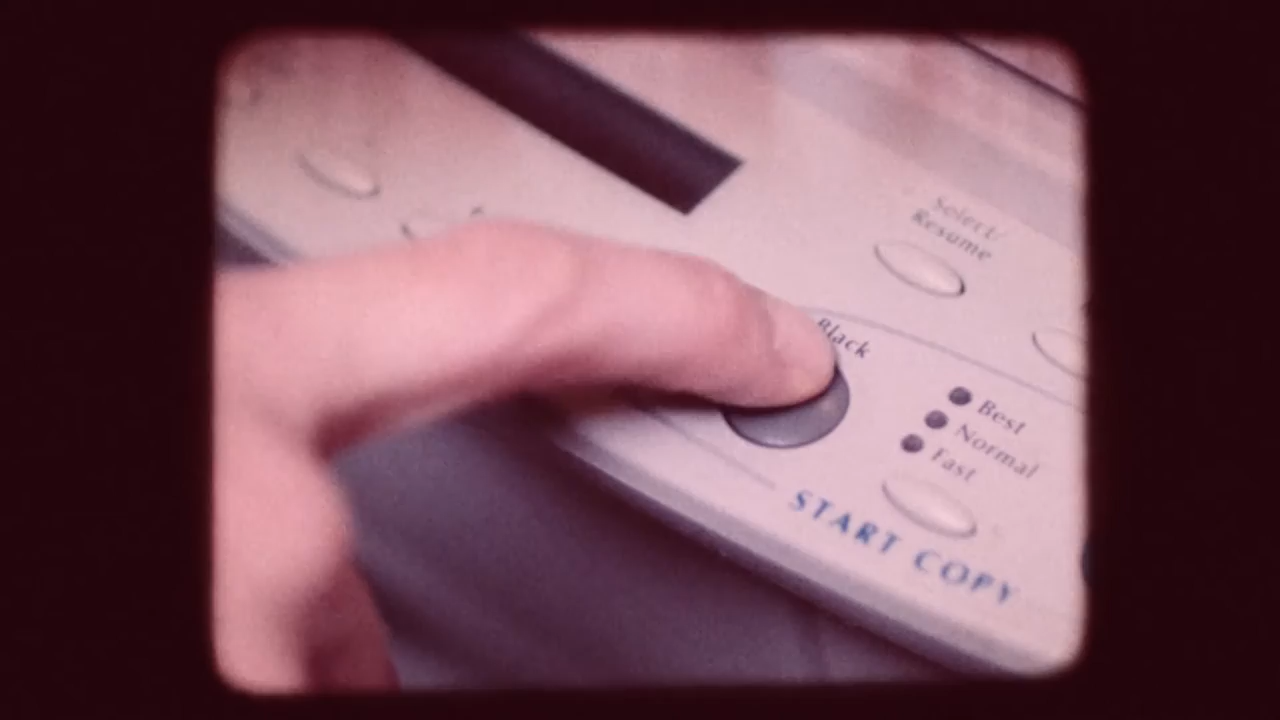 Select/
Resume
Black
Best
Normal
Fast
START COPY